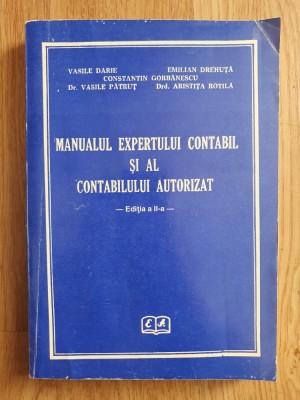 VASILE DARIE EMILIAN DREHUȚĂ
CONSTANTIN GORBĂNESCU
Dr. VASILE PĂTRUȚ Drd. ARISTIȚA ROTILĂ
MANUALUL EXPERTULUI CONTABIL
ȘI AL
CONTABILULUI AUTORIZAT
— Ediția a II-a —
E A